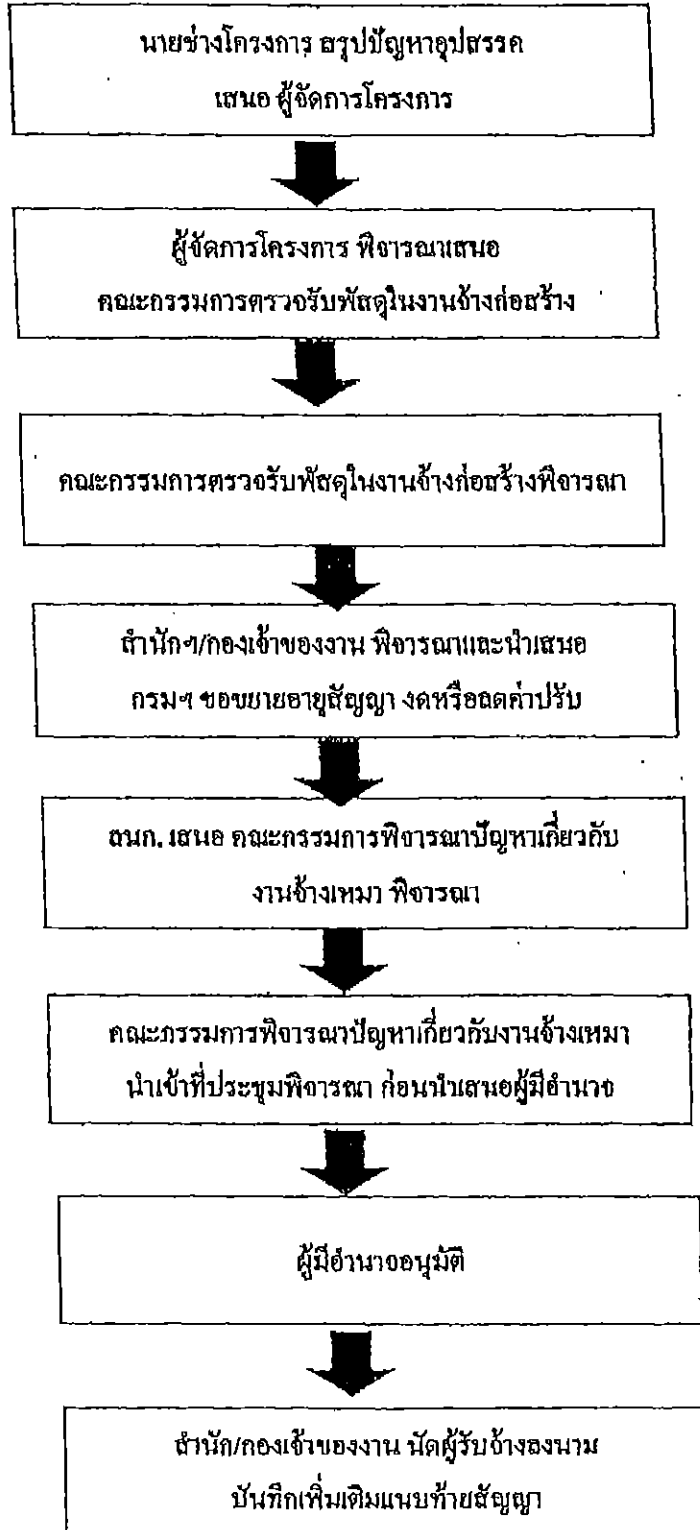 นายช่างโครงการ สรุปปัญหาอุปสรรค
เสนอ ผู้จัดการโครงการ
ผู้จัดการโครงการ พิจารณาเสนอ
คณะกรรมการตรวจรับพัสดุในงานจ้างก่อสร้าง
คณะกรรมการตรวจรับพัสดุในงานจ้างก่อสร้างพิจารณา
สำนักฯ/กองเจ้าของงาน พิจารณาและนำเสนอ
กรมฯ ขอขยายอายุสัญญา งดหรือลดค่าปรับ
สนก. เสนอ คณะกรรมการพิจารณาปัญหาเกี่ยวกับ
งานจ้างเหมา พิจารณา
คณะกรรมการพิจารณาปัญหาเกี่ยวกับงานจ้างเหมา
นำเข้าที่ประชุมพิจารณา ก่อนนำเสนอผู้มีอำนาจ
ผู้มีอำนาจอนุมัติ
สำนัก/กองเจ้าของงาน นัดผู้รับจ้างลงนาม
บันทึกเพิ่มเติมแนบท้ายสัญญา